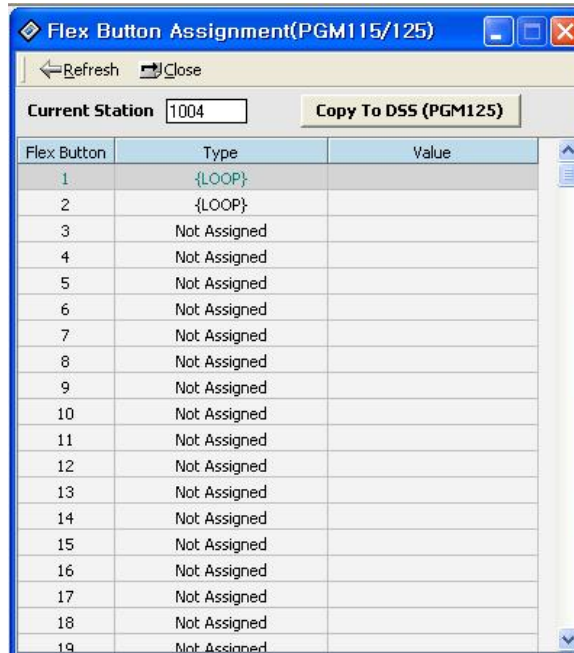 Flex Button Assignment(PGM115/125)
Refresh Close
Current Station 1004 Copy To DSS (PGM125)
Flex Button Type Value
1 {LOOP}
2 {LOOP}
3 Not Assigned
4 Not Assigned
5 Not Assigned
6 Not Assigned
7 Not Assigned
8 Not Assigned
9 Not Assigned
10 Not Assigned
11 Not Assigned
12 Not Assigned
13 Not Assigned
14 Not Assigned
15 Not Assigned
16 Not Assigned
17 Not Assigned
18 Not Assigned
19 Not Assigned